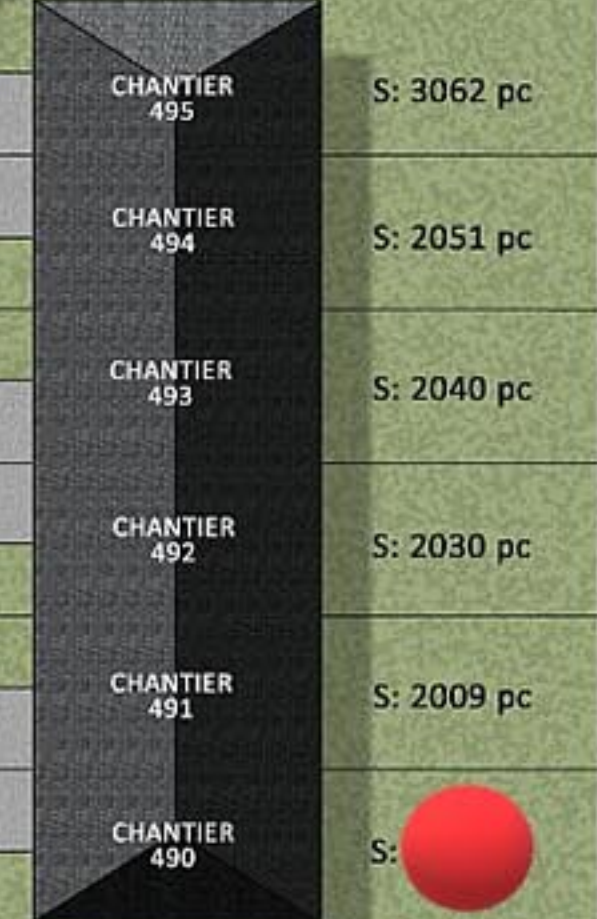 CHANTIER
495
S: 3062 pc
CHANTIER
494
S: 2051 pc
CHANTIER
493
S: 2040 pc
CHANTIER
492
S: 2030 pc
CHANTIER
491
S: 2009 pc
CHANTIER
490
S: